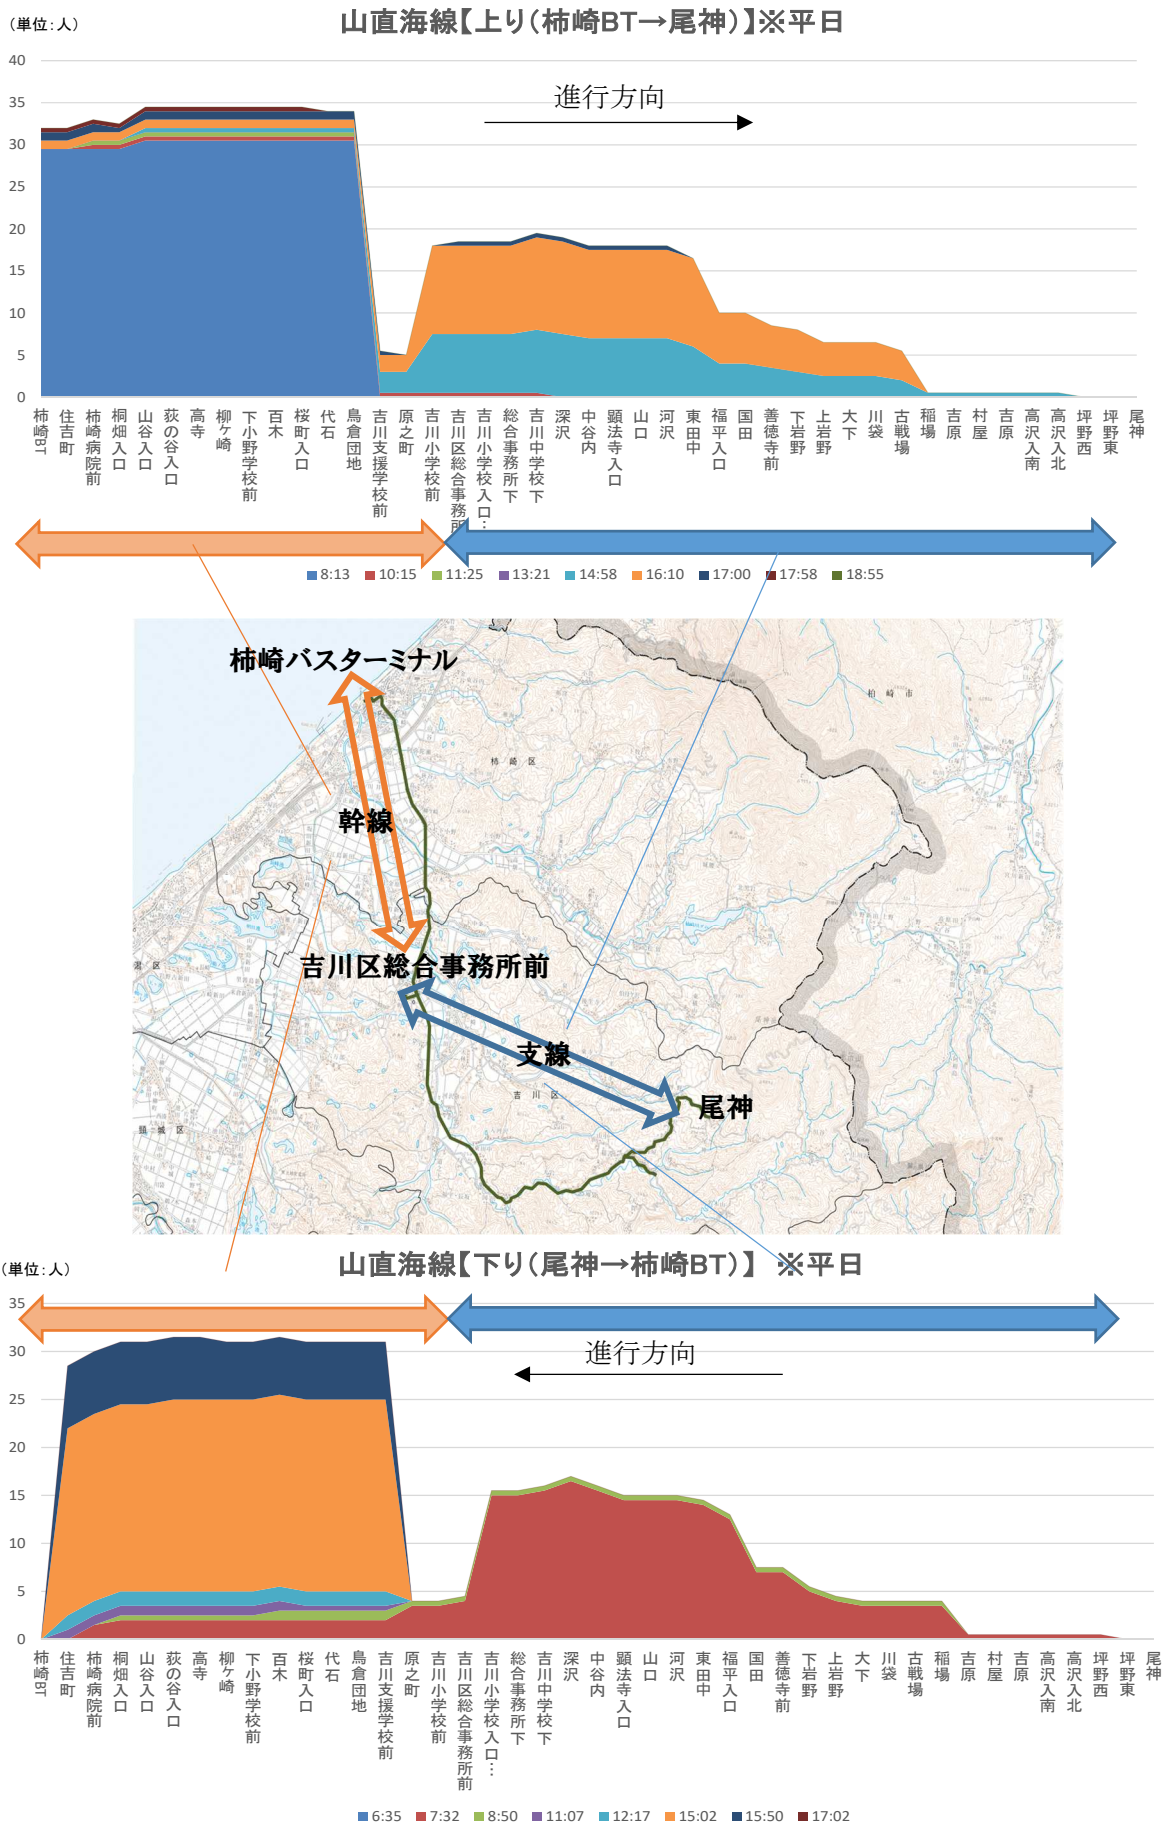 山直海線【上り（柿崎BT→尾神）】※平日
（単位：人）
40
35
30
25
20
15
10
5
0
進行方向
柿崎BT
住吉町
柿崎病院前
桐畑入口
山谷入口
荻の谷入口
高寺
柳ケ崎
下小野学校前
百木
桜町入口
代石
鳥倉団地
吉川支援学校前
原之町
吉川小学校前
吉川区総合事務所
吉川小学校入口…
総合事務所下
吉川中学校下
深沢
中谷内
顕法寺入口
山口
河沢
東田中
福平入口
国田
善徳寺前
下岩野
上岩野
大下
川袋
古戦場
稲場
吉原
村屋
吉原
高沢入南
高沢入北
坪野西
坪野東
尾神
8:13 10:15 11:25 13:21 14:58 16:10 17:00 17:58 18:55
柿崎バスターミナル
柏崎市
柿崎区
幹線
吉川区総合事務所前
支線
吉川区
尾神
頸城区
山直海線【下り（尾神→柿崎BT）】 ※平日
（単位：人）
35
30
25
20
15
10
5
0
進行方向
柿崎BT
住吉町
柿崎病院前
桐畑入口
山谷入口
荻の谷入口
高寺
柳ケ崎
下小野学校前
百木
桜町入口
代石
鳥倉団地
吉川支援学校前
原之町
吉川小学校前
吉川区総合事務所前
吉川小学校入口…
総合事務所下
吉川中学校下
深沢
中谷内
顕法寺入口
山口
河沢
東田中
福平入口
国田
善徳寺前
下岩野
上岩野
大下
川袋
古戦場
稲場
吉原
村屋
吉原
高沢入南
高沢入北
坪野西
坪野東
尾神
6:35 7:32 8:50 11:07 12:17 15:02 15:50 17:02